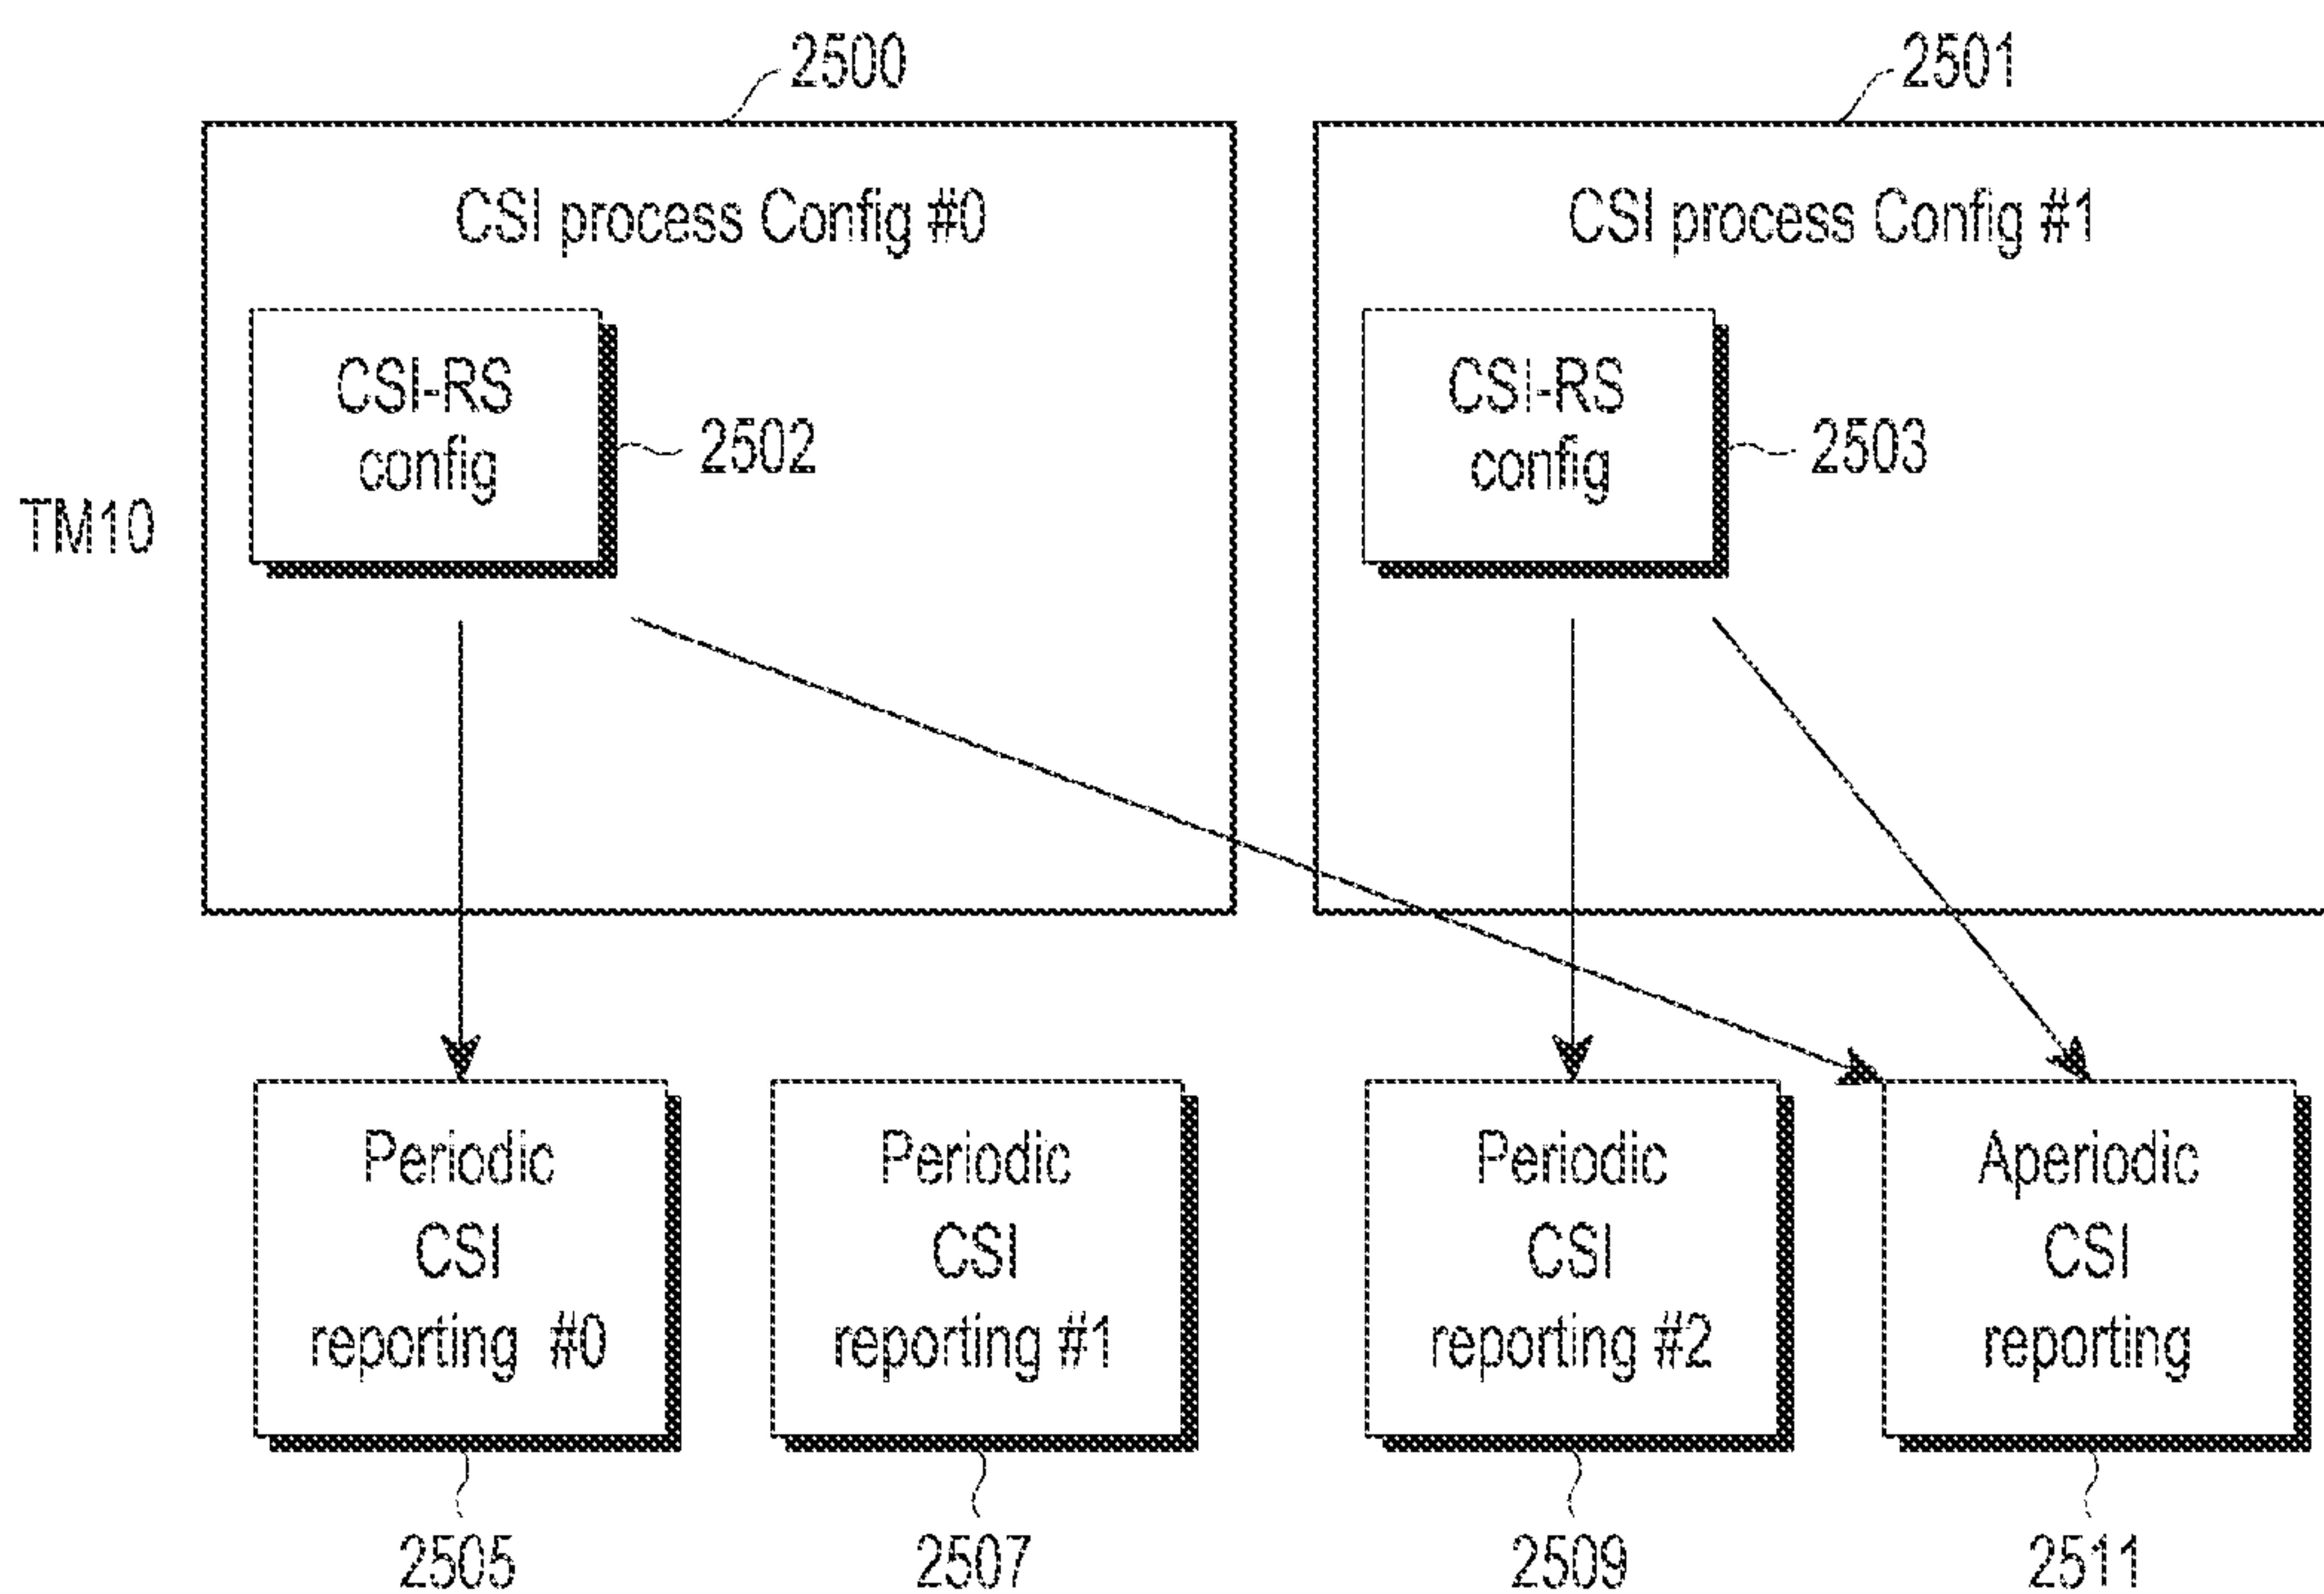 2500
2501
CSI process Config #0
CSI process Config #1
CSI-RS
config
2502
CSI-RS
config
2503
TM10
Periodic
CSI
reporting #0
Periodic
CSI
reporting #1
Periodic
CSI
reporting #2
Aperiodic
CSI
reporting
2505
2507
2509
2511